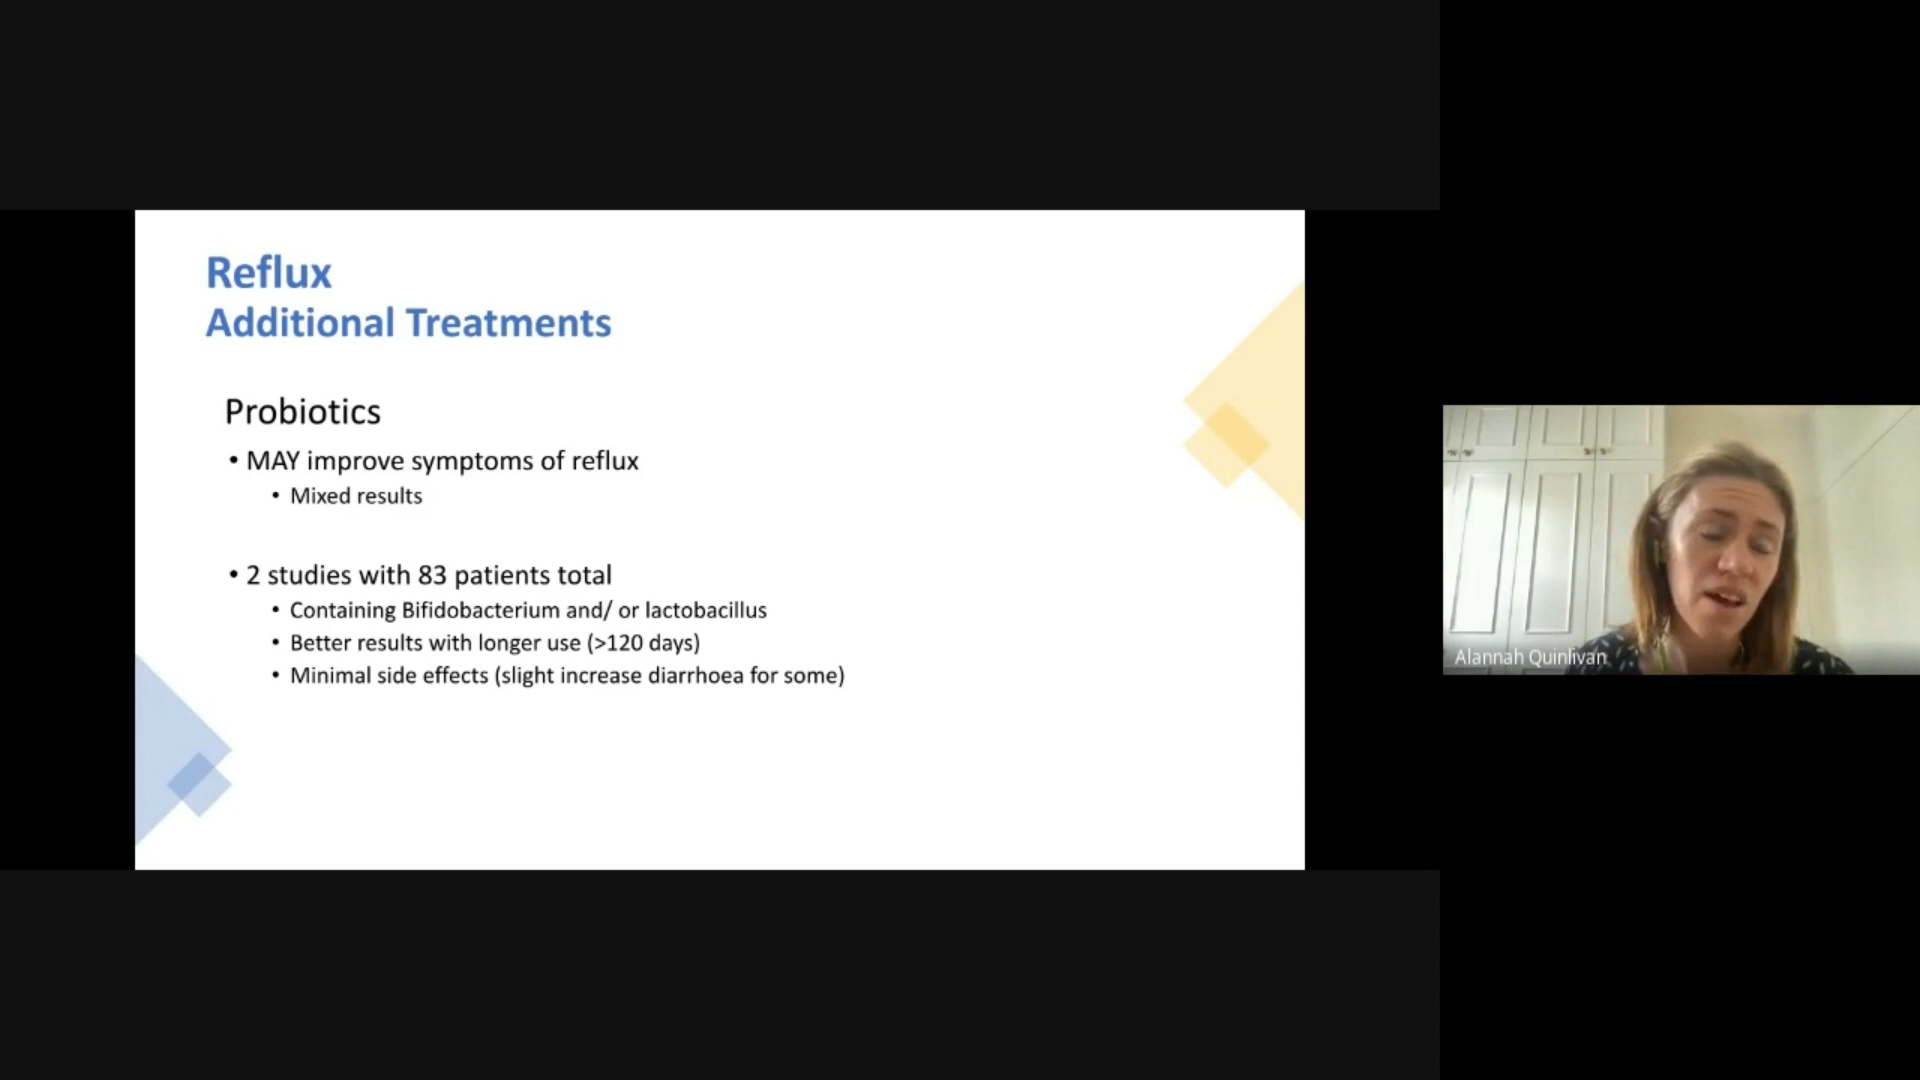 Reflux
Additional Treatments
Probiotics
• MAY improve symptoms of reflux
• Mixed results
• 2 studies with 83 patients total
• Containing Bifidobacterium and/ or lactobacillus
• Better results with longer use (>120 days)
• Minimal side effects (slight increase diarrhoea for some)
Alannah Quinlivan